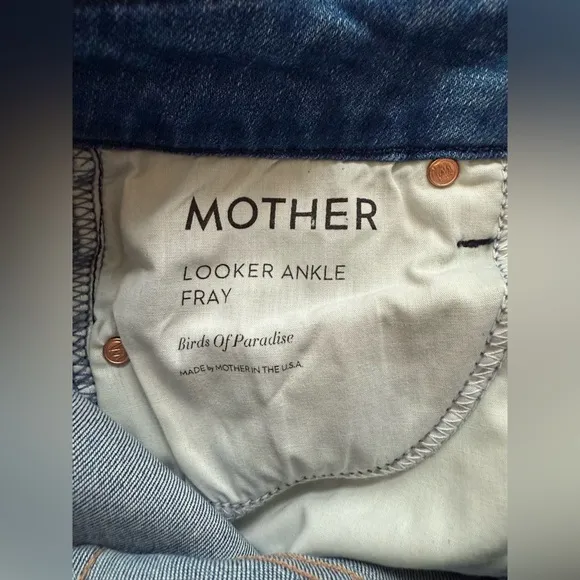 MOTHER
LOOKER ANKLE
FRAY
Birds Of Paradise
MADE by MOTHER IN THE U.S.A.